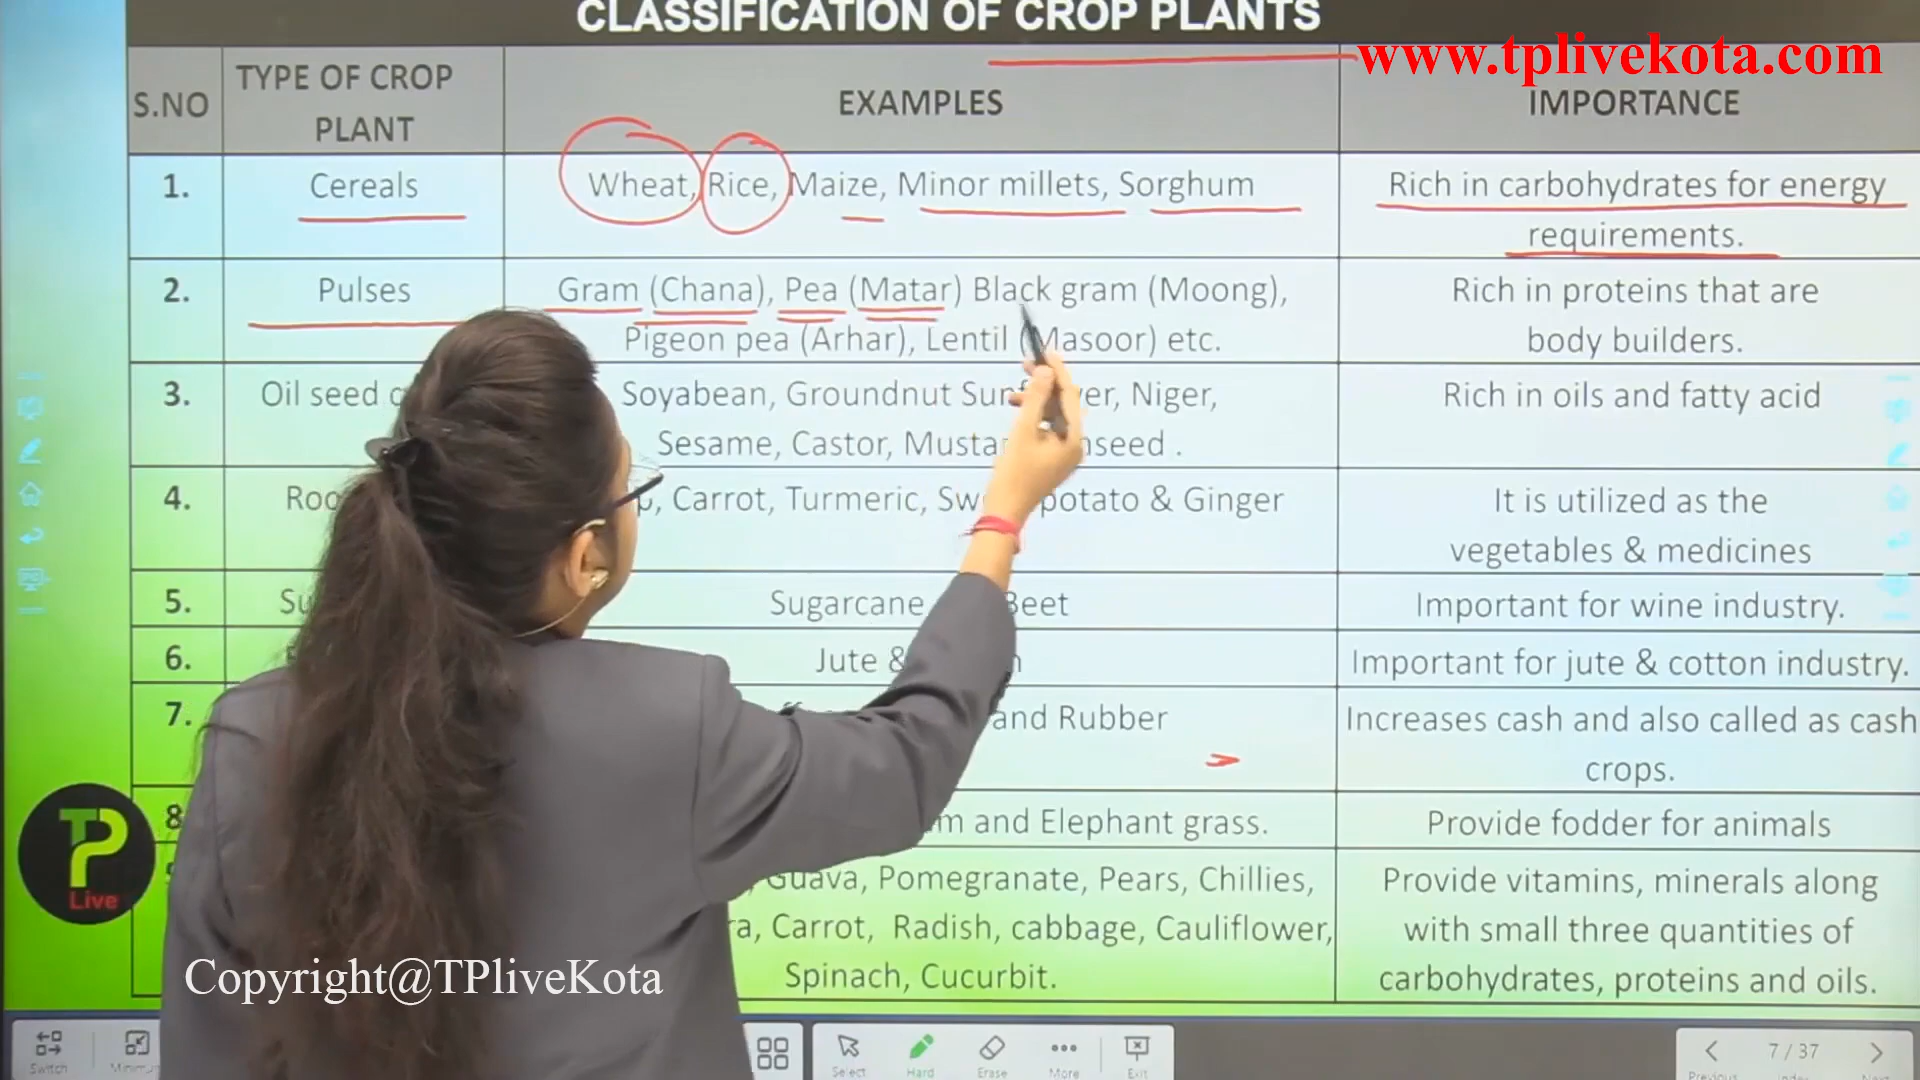 CLASSIFICATION OF CROP PLANTS
www.tplivekota.com
S.NO
TYPE OF CROP
PLANT
EXAMPLES
IMPORTANCE
1.
Cereals
Wheat, Rice, Maize, Minor millets, Sorghum
Rich in carbohydrates for energy
requirements.
2.
Pulses
Gram (Chana), Pea (Matar) Black gram (Moong),
Pigeon pea (Arhar), Lentil (Masoor) etc.
Rich in proteins that are
body builders.
3.
Oil seed
Soyabean, Groundnut Niger,
Sesame, Castor,
Rich in oils and fatty acid
4.
Carrot, Turmeric, potato & Ginger
It is utilized as the
vegetables & medicines
5.
Sugarcane Beet
Important for wine industry.
6.
Jute &
Important for jute & cotton industry.
7.
and Rubber
Increases cash and also called as cash
crops.
8
and Elephant grass.
Provide fodder for animals
Guava, Pomegranate, Pears, Chillies,
Carrot, Radish, cabbage, Cauliflower,
Spinach, Cucurbit.
Provide vitamins, minerals along
with small three quantities of
carbohydrates, proteins and oils.
TP
Live
Copyright@TPliveKota
Switch
Select
Hard
Erase
More
Exit
7 / 37